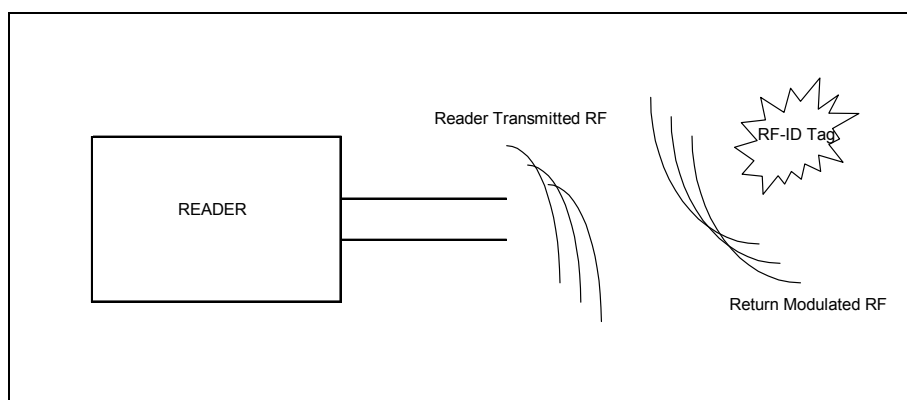 Reader Transmitted RF
RF-ID Tag
READER
Return Modulated RF